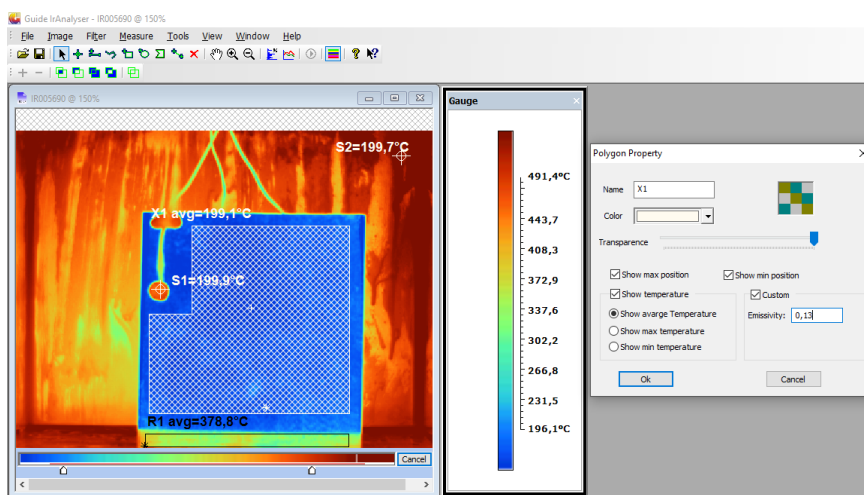 Guide IrAnalyser - IR005690 @ 150%
File Image Filter Measure Tools View Window Help
IR005690 @ 150%
S2=199,7°C
X1 avg=199,1°C
S1=199,9°C
R1 avg=378,8°C
Cancel
Gauge
491,4ºC
443,7
408,3
372,9
337,6
302,2
266,8
231,5
196,1ºC
Polygon Property
Name X1
Color
Transparence
Show max position Show min position
Show temperature Custom
Show avarge Temperature Emissivity: 0,13
Show max temperature
Show min temperature
Ok Cancel